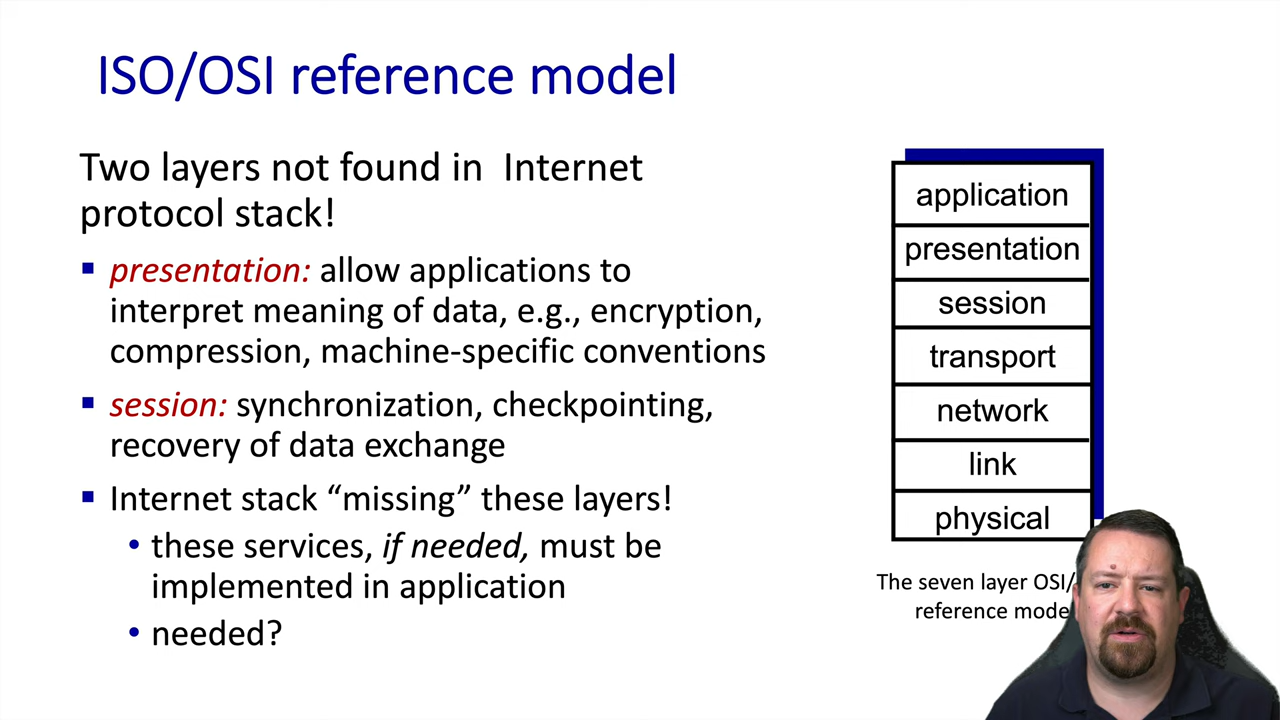 ISO/OSI reference model
Two layers not found in Internet
protocol stack!
▪ presentation: allow applications to
interpret meaning of data, e.g., encryption,
compression, machine-specific conventions
▪ session: synchronization, checkpointing,
recovery of data exchange
▪ Internet stack “missing” these layers!
• these services, if needed, must be
implemented in application
• needed?
application
presentation
session
transport
network
link
physical
The seven layer OSI/
reference mode